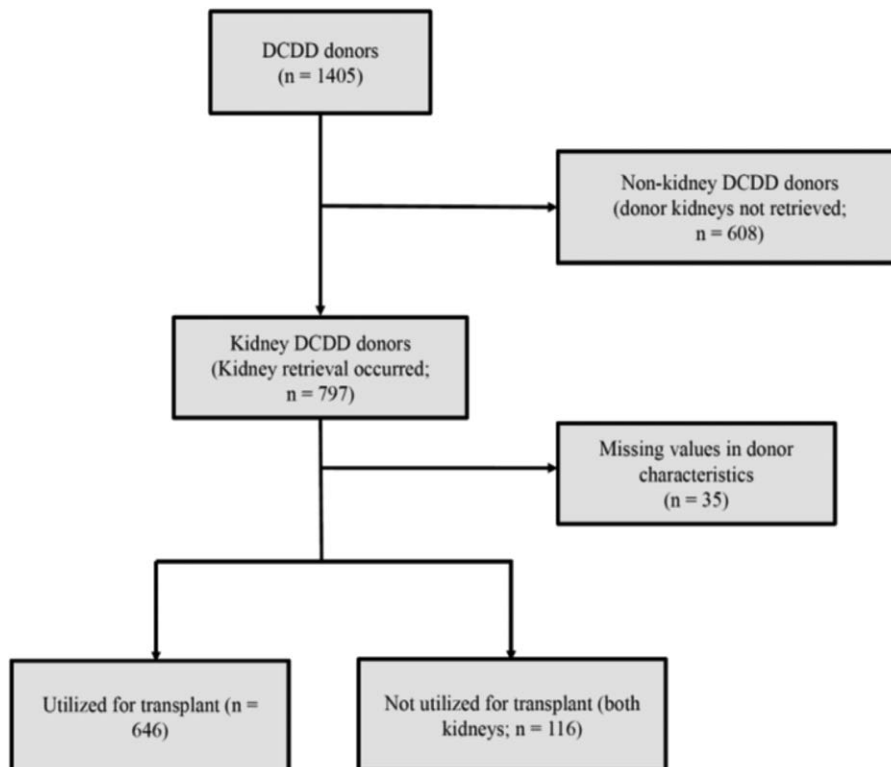 DCDD donors
(n = 1405)
Non-kidney DCDD donors
(donor kidneys not retrieved;
n = 608)
Kidney DCDD donors
(Kidney retrieval occurred;
n = 797)
Missing values in donor
characteristics
(n = 35)
Utilized for transplant (n =
646)
Not utilized for transplant (both
kidneys; n = 116)